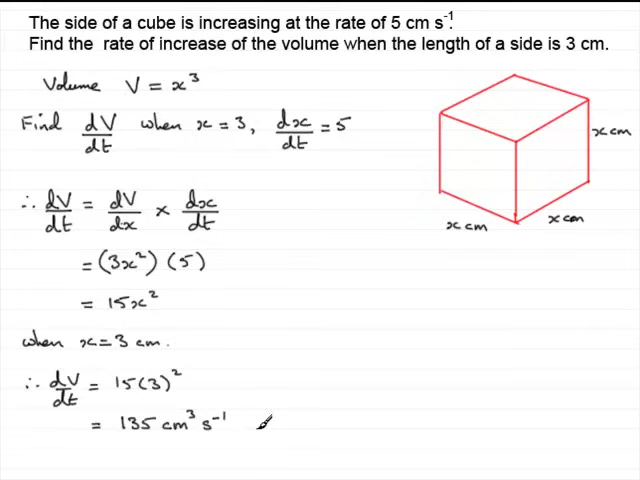 The side of a cube is increasing at the rate of 5 cm s⁻¹.
Find the rate of increase of the volume when the length of a side is 3 cm.
Volume V = x³
Find dV/dt when x = 3, dx/dt = 5
∴ dV/dt = dV/dx × dx/dt
= (3x²) (5)
= 15x²
when x = 3 cm.
∴ dV/dt = 15(3)²
= 135 cm³ s⁻¹
x cm
x cm
x cm